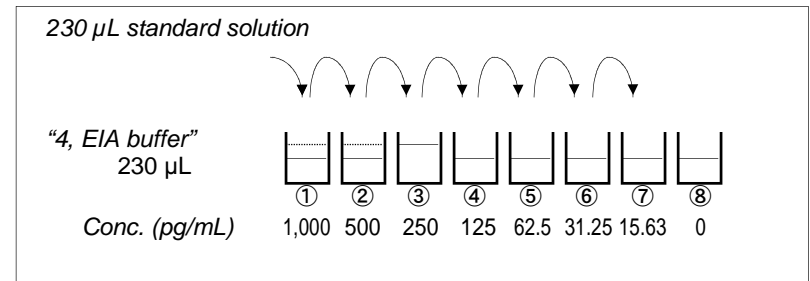 230 µL standard solution
“4, EIA buffer”
230 µL
① ② ③ ④ ⑤ ⑥ ⑦ ⑧
Conc. (pg/mL) 1,000 500 250 125 62.5 31.25 15.63 0